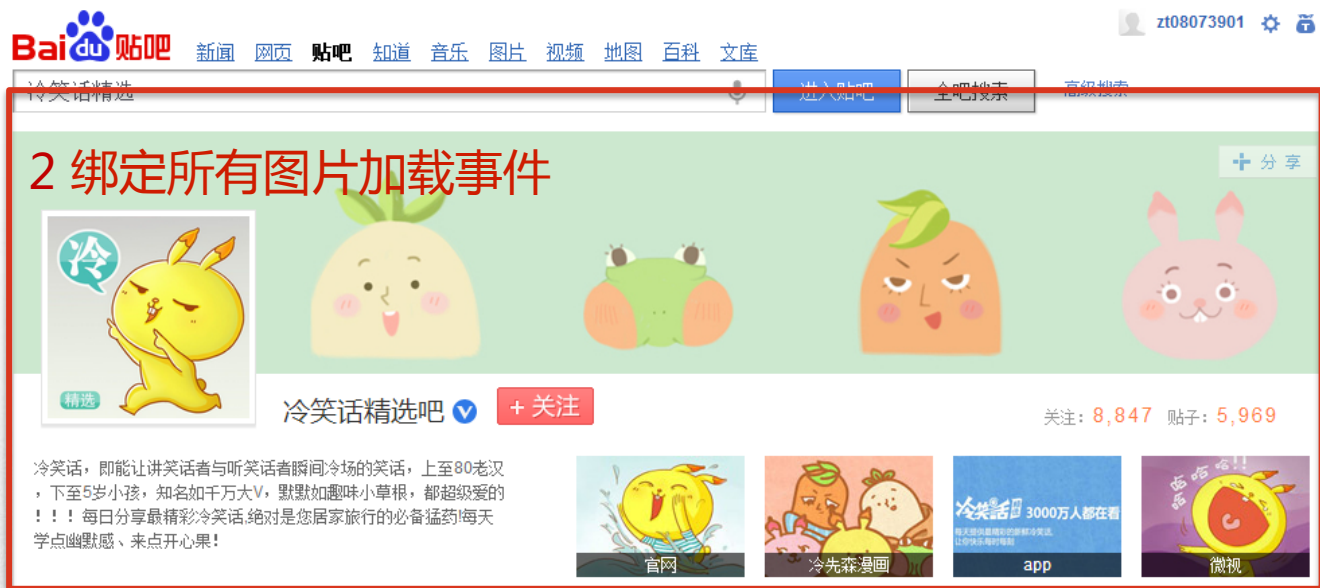 Bai du 贴吧
新闻 网页 贴吧 知道 音乐 图片 视频 地图 百科 文库
zt08073901
冷笑话精选
进入贴吧 全吧搜索 高级搜索
2 绑定所有图片加载事件
分享
冷
精选
冷笑话精选吧 + 关注
关注: 8,847 贴子: 5,969
冷笑话，即能让讲笑话者与听笑话者瞬间冷场的笑话，上至80老汉
，下至5岁小孩，知名如千万大V，默默如趣味小草根，都超级爱的
！！！每日分享最精彩冷笑话,绝对是您居家旅行的必备猛药!每天
学点幽默感、来点开心果!
冷笑话 3000万人都在看
哈哈哈哈!!
官网 冷先森漫画 app 微视